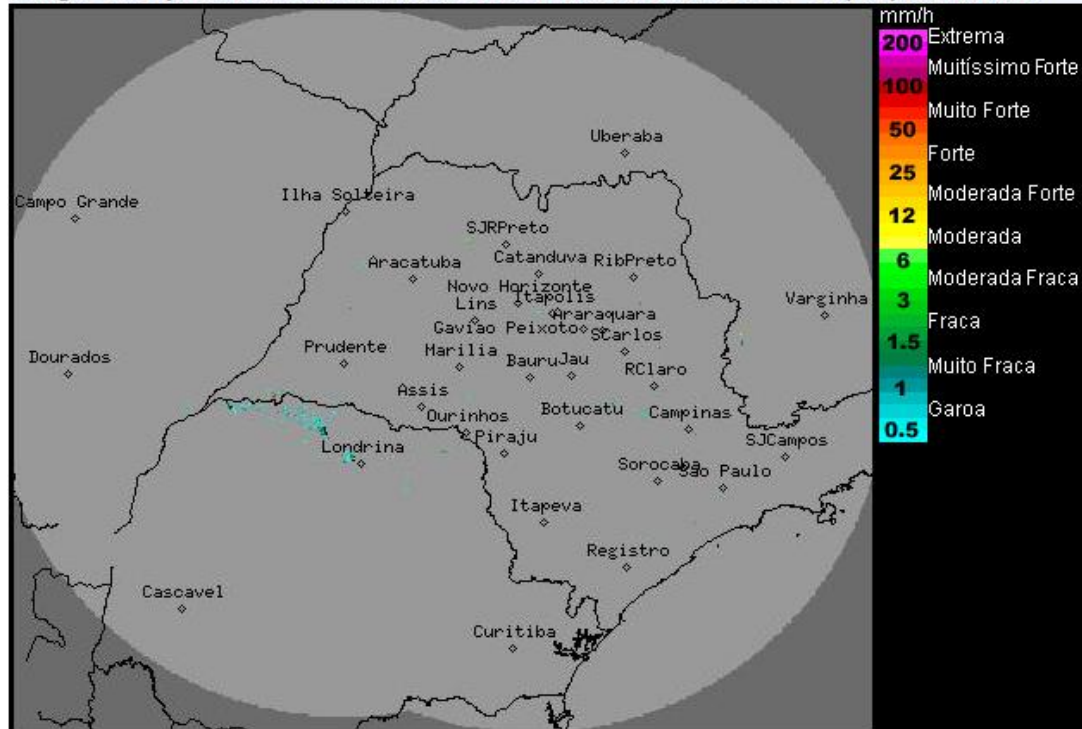 mm/h
200 Extrema
Muitíssimo Forte
100
Muito Forte
50
Forte
25
Moderada Forte
12
Moderada
6
Moderada Fraca
3
Fraca
1.5
Muito Fraca
1
Garoa
0.5
Uberaba
Campo Grande
Ilha Solteira
SJRPreto
Aracatuba
Catanduva
RibPreto
Novo Horizonte
Lins
Itapolis
Varginha
Gaviao Peixoto
Araraquara
SCarlos
Dourados
Prudente
Marilia
Bauru
Jau
RClaro
Assis
Ourinhos
Botucatu
Campinas
Piraju
Londrina
SJCampos
Sorocaba
Sao Paulo
Itapeva
Registro
Cascavel
Curitiba